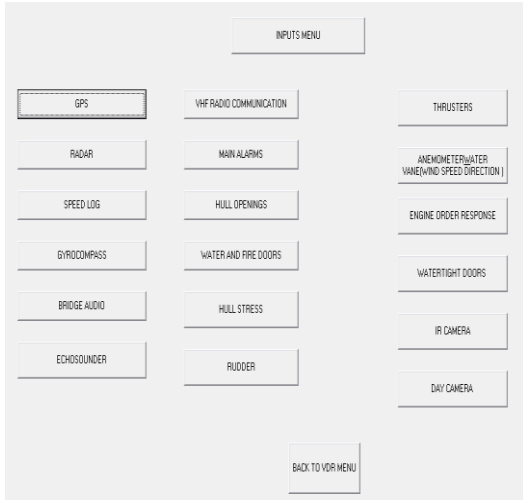 INPUTS MENU
GPS
RADAR
SPEED LOG
GYROCOMPASS
BRIDGE AUDIO
ECHOSOUNDER
VHF RADIO COMMUNICATION
MAIN ALARMS
HULL OPENINGS
WATER AND FIRE DOORS
HULL STRESS
RUDDER
THRUSTERS
ANEMOMETERWATER
VANE(WIND SPEED DIRECTION )
ENGINE ORDER RESPONSE
WATERTIGHT DOORS
IR CAMERA
DAY CAMERA
BACK TO VDR MENU